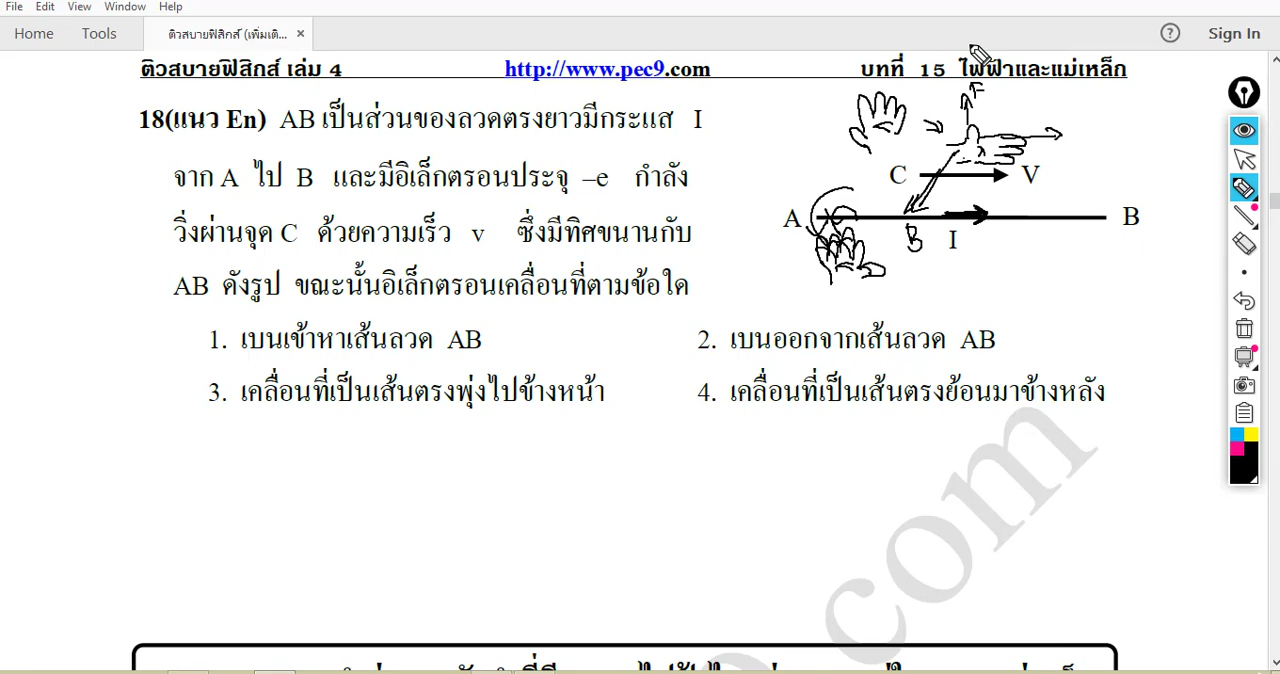 File Edit View Window Help
Home Tools ติวสบายฟิสิกส์ (เพิ่มเติ... × ? Sign In
ติวสบายฟิสิกส์ เล่ม 4 http://www.pec9.com บทที่ 15 ไฟฟ้าและแม่เหล็ก
F
18(แนว En) AB เป็นส่วนของลวดตรงยาวมีกระแส I
จาก A ไป B และมีอิเล็กตรอนประจุ –e กำลัง
C V
วิ่งผ่านจุด C ด้วยความเร็ว v ซึ่งมีทิศขนานกับ
A B
B I
AB ดังรูป ขณะนั้นอิเล็กตรอนเคลื่อนที่ตามข้อใด
1. เบนเข้าหาเส้นลวด AB 2. เบนออกจากเส้นลวด AB
3. เคลื่อนที่เป็นเส้นตรงพุ่งไปข้างหน้า 4. เคลื่อนที่เป็นเส้นตรงย้อนมาข้างหลัง
com